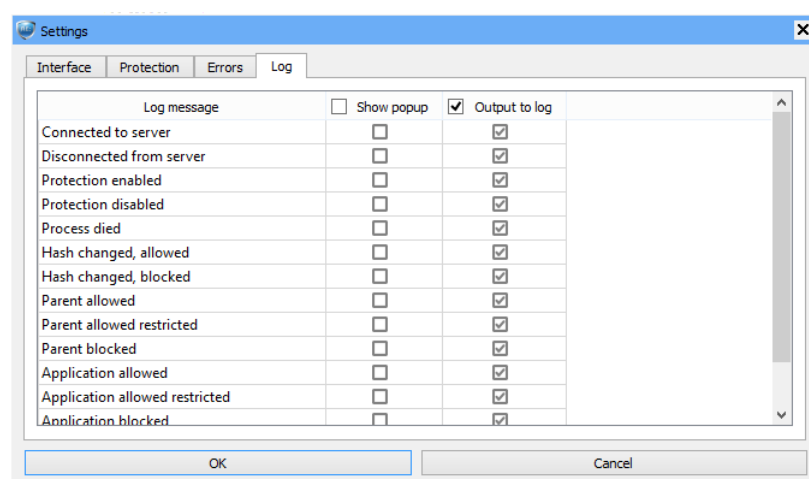 Settings
Interface Protection Errors Log
Log message Show popup Output to log
Connected to server
Disconnected from server
Protection enabled
Protection disabled
Process died
Hash changed, allowed
Hash changed, blocked
Parent allowed
Parent allowed restricted
Parent blocked
Application allowed
Application allowed restricted
Application blocked
OK Cancel